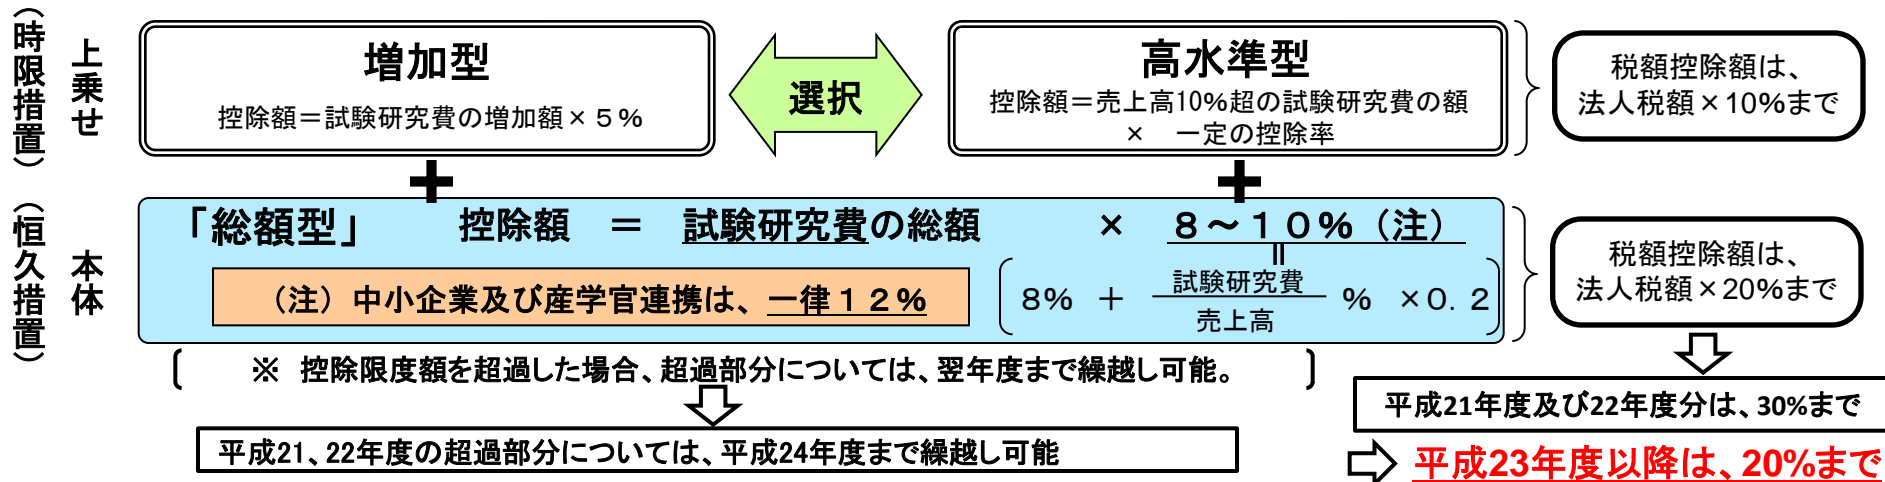 （時限措置）
上乗せ
増加型
控除額＝試験研究費の増加額×５%
選択
高水準型
控除額＝売上高10%超の試験研究費の額
×　一定の控除率
税額控除額は、
法人税額×10%まで
＋
＋
（恒久措置）
本体
「総額型」　控除額　＝　試験研究費の総額　×　８～１０％（注）
＝
（注）中小企業及び産学官連携は、一律１２％
8%　＋　試験研究費
売上高
%　×0.2
税額控除額は、
法人税額×20%まで
※　控除限度額を超過した場合、超過部分については、翌年度まで繰越し可能。
平成21年度及び22年度分は、30%まで
平成21、22年度の超過部分については、平成24年度まで繰越し可能
平成23年度以降は、20%まで